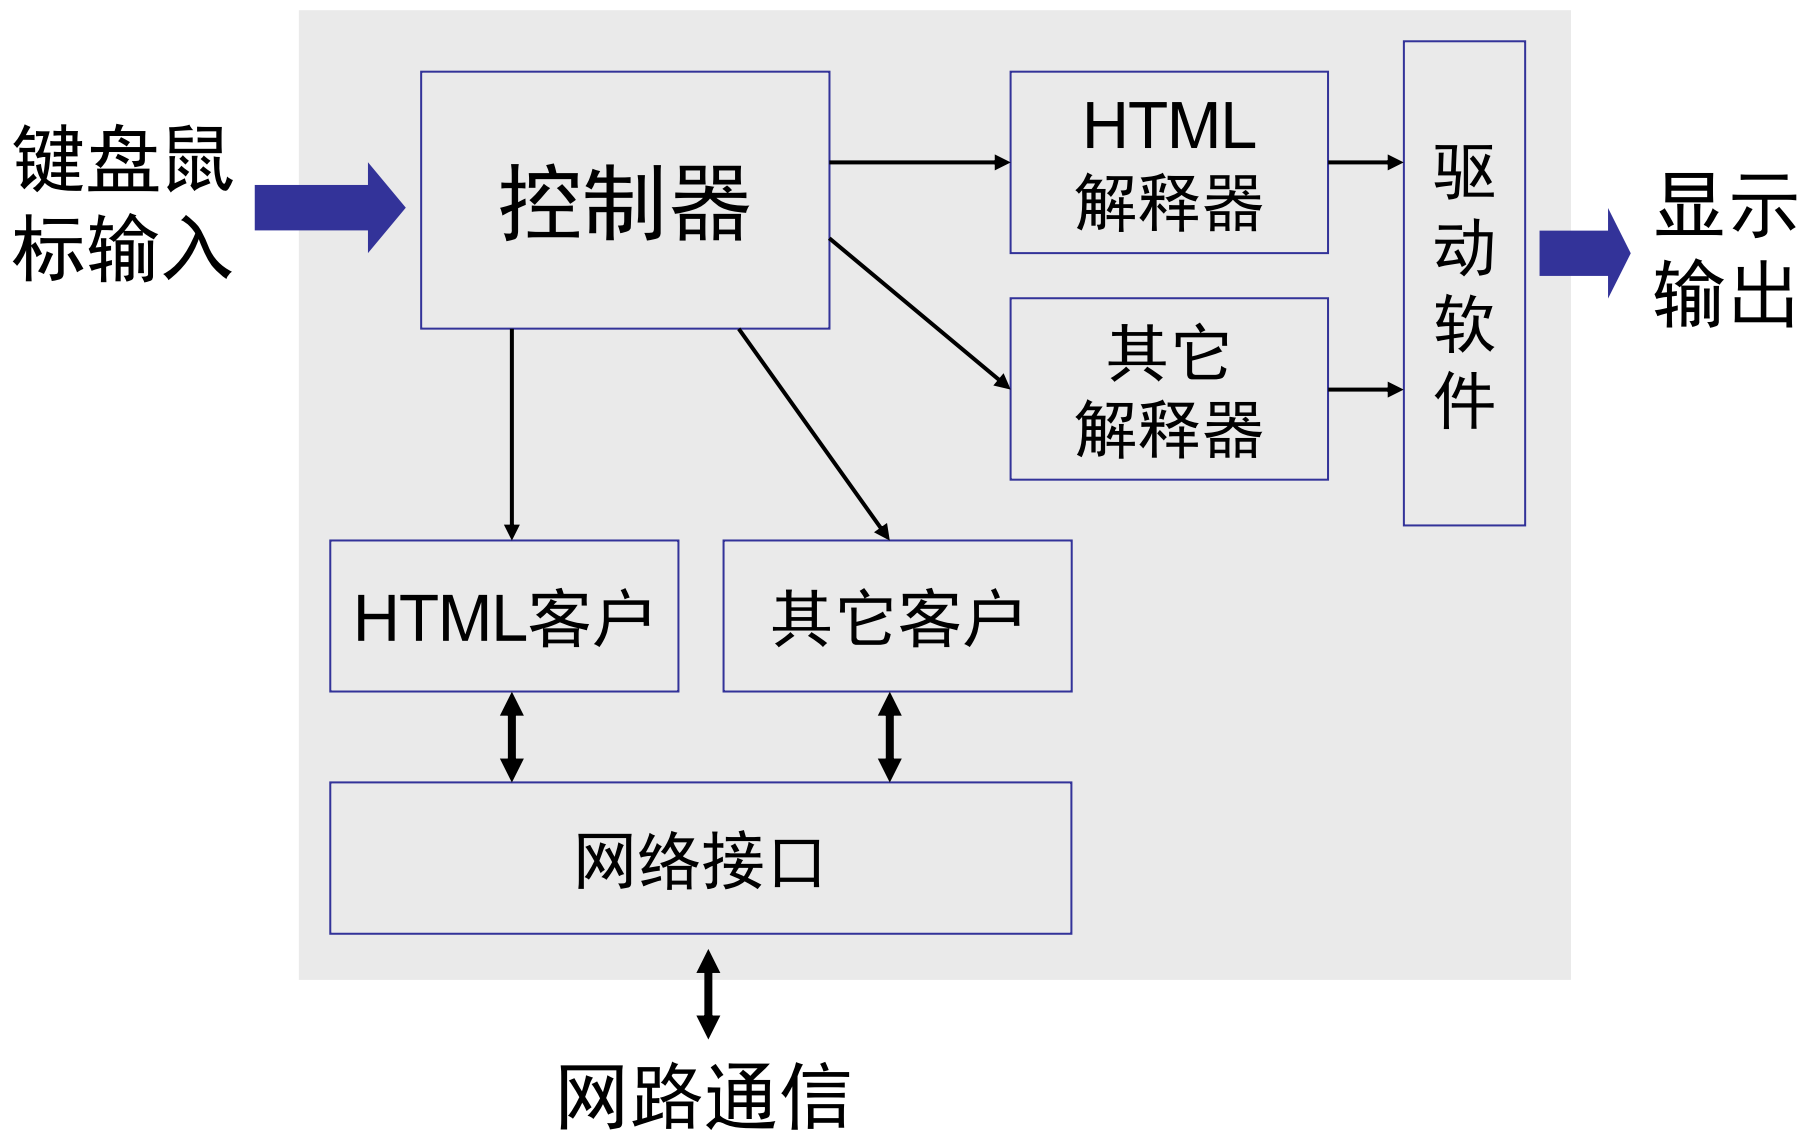 键盘鼠
标输入
控制器
HTML
解释器
其它
解释器
驱
动
软
件
显示
输出
HTML客户
其它客户
网络接口
网路通信